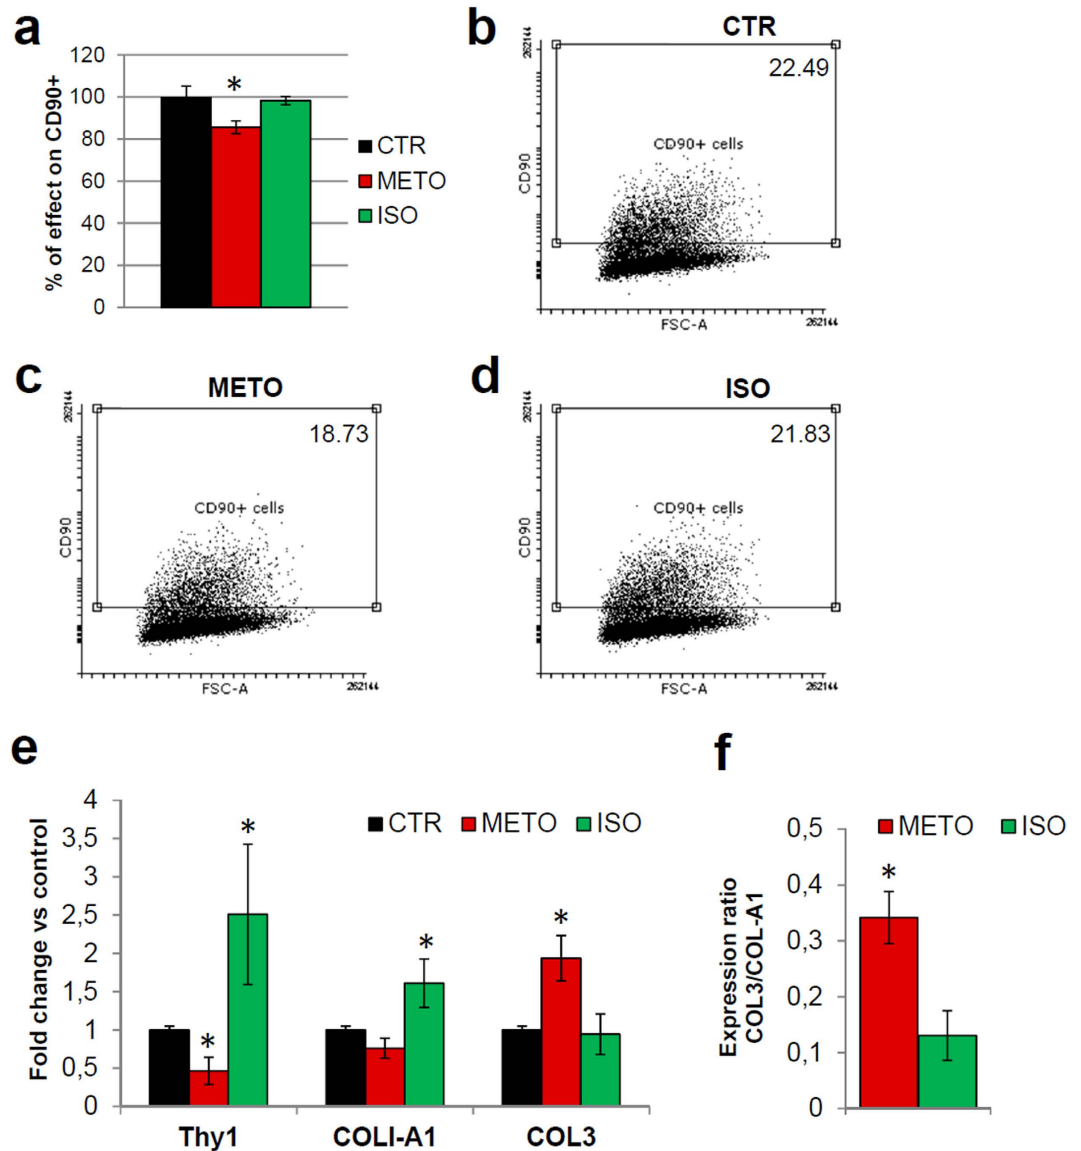 a
% of effect on CD90+
120
100
80
60
40
20
0
*
CTR
METO
ISO
b
CTR
262144
22.49
CD90+ cells
CD90
FSC-A
262144
c
METO
262144
18.73
CD90+ cells
CD90
FSC-A
262144
d
ISO
262144
21.83
CD90+ cells
CD90
FSC-A
262144
e
Fold change vs control
4
3,5
3
2,5
2
1,5
1
0,5
0
CTR METO ISO
*
*
*
*
Thy1 COLI-A1 COL3
f
Expression ratio
COL3/COL-A1
0,5
0,4
0,3
0,2
0,1
0
METO ISO
*